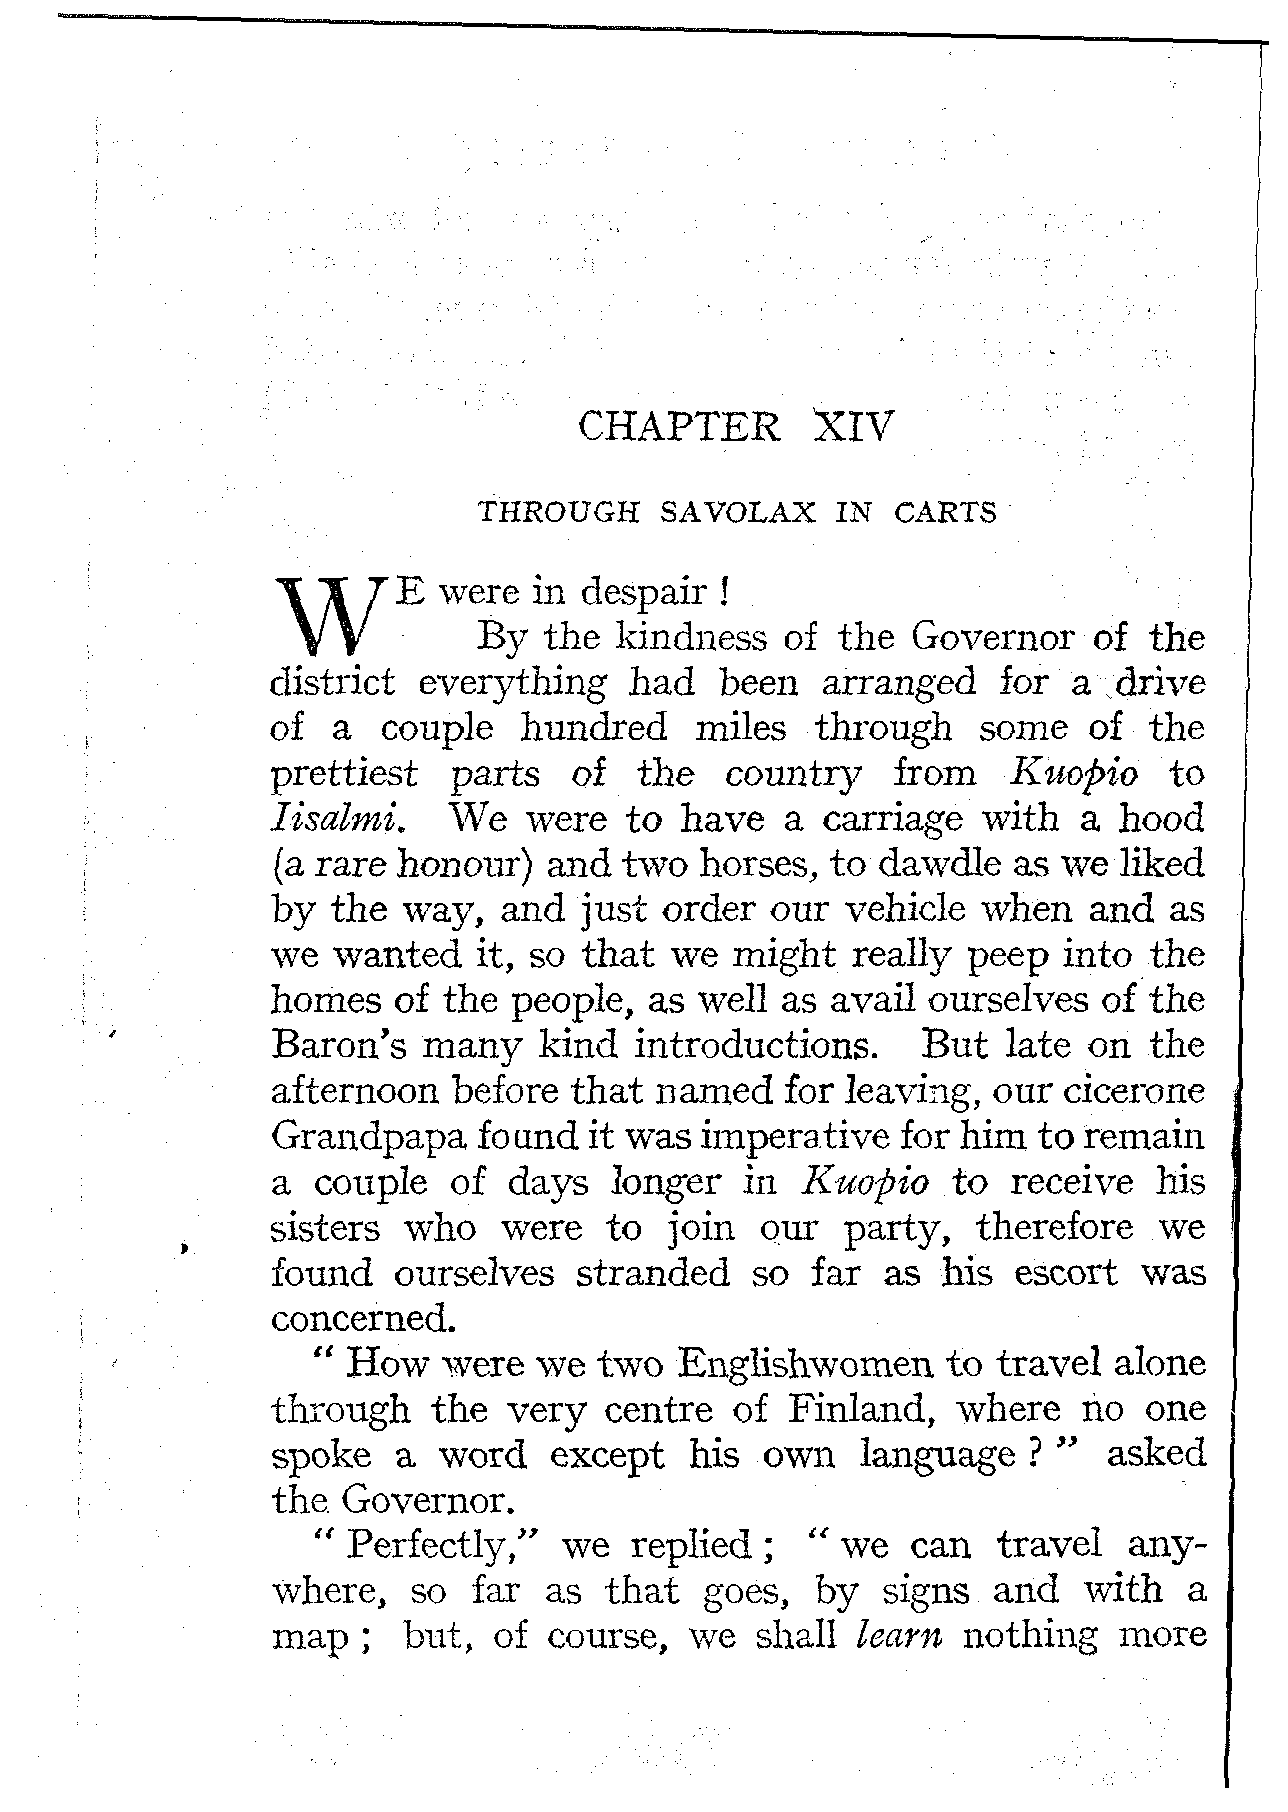 CHAPTER XIV
THROUGH SAVOLAX IN CARTS
WE were in despair !
By the kindness of the Governor of the
district everything had been arranged for a drive
of a couple hundred miles through some of the
prettiest parts of the country from Kuopio to
Iisalmi. We were to have a carriage with a hood
(a rare honour) and two horses, to dawdle as we liked
by the way, and just order our vehicle when and as
we wanted it, so that we might really peep into the
homes of the people, as well as avail ourselves of the
Baron's many kind introductions. But late on the
afternoon before that named for leaving, our cicerone
Grandpapa found it was imperative for him to remain
a couple of days longer in Kuopio to receive his
sisters who were to join our party, therefore we
found ourselves stranded so far as his escort was
concerned.
" How were we two Englishwomen to travel alone
through the very centre of Finland, where no one
spoke a word except his own language ? " asked
the Governor.
" Perfectly," we replied ; " we can travel any-
where, so far as that goes, by signs and with a
map ; but, of course, we shall learn nothing more